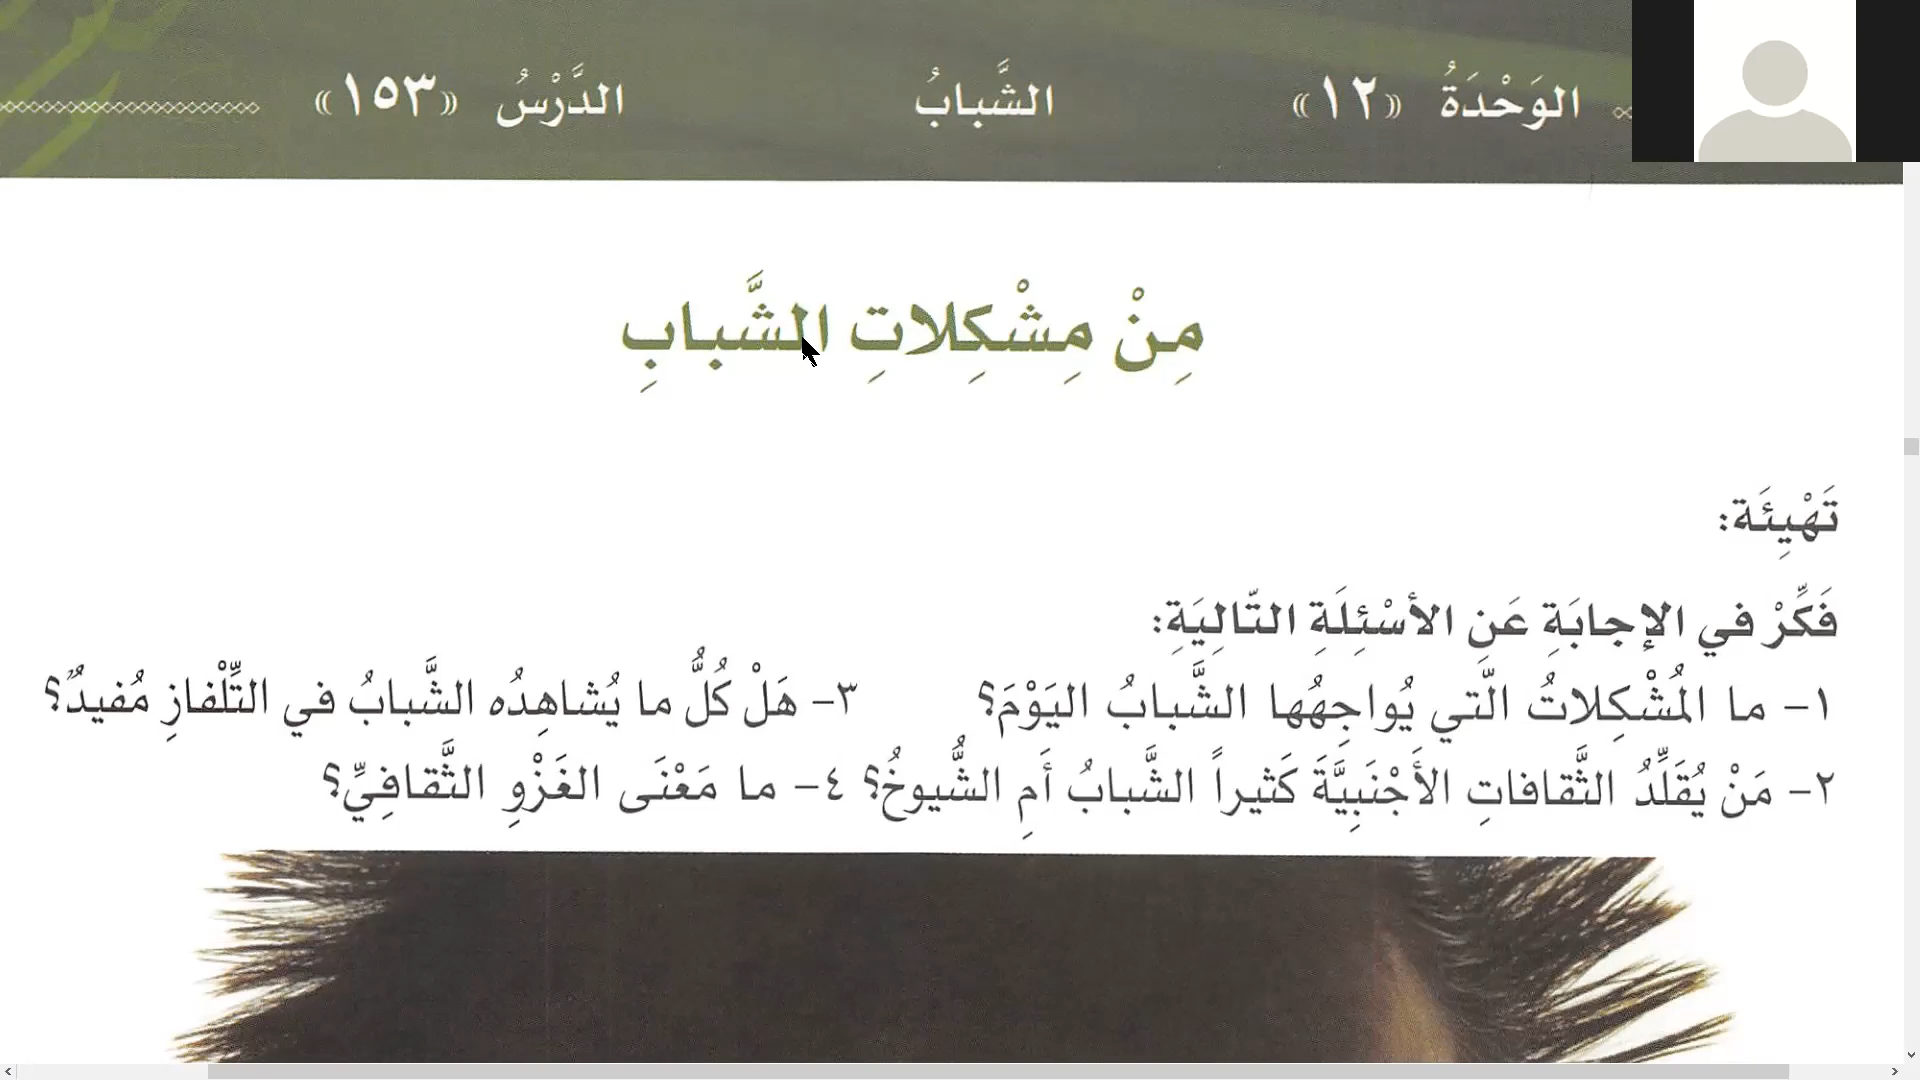 الوَحْدَةُ «١٢» الشَّبابُ الدَّرْسُ «١٥٣»
مِنْ مِشْكِلاتِ الشَّبابِ
تَهْيِئَة:
فَكِّرْ في الإجابَةِ عَن الأسْئِلَةِ التّالِيَةِ:
١- ما المُشْكِلاتُ الَّتي يُواجِهُها الشَّبابُ اليَوْمَ؟ ٣- هَلْ كُلُّ ما يُشاهِدُه الشَّبابُ في التِّلْفازِ مُفيدٌ؟
٢- مَنْ يُقَلِّدُ الثَّقافاتِ الأَجْنَبِيَّةَ كَثيراً الشَّبابُ أَمِ الشُّيوخُ؟ ٤- ما مَعْنَى الغَزْوِ الثَّقافِيِّ؟